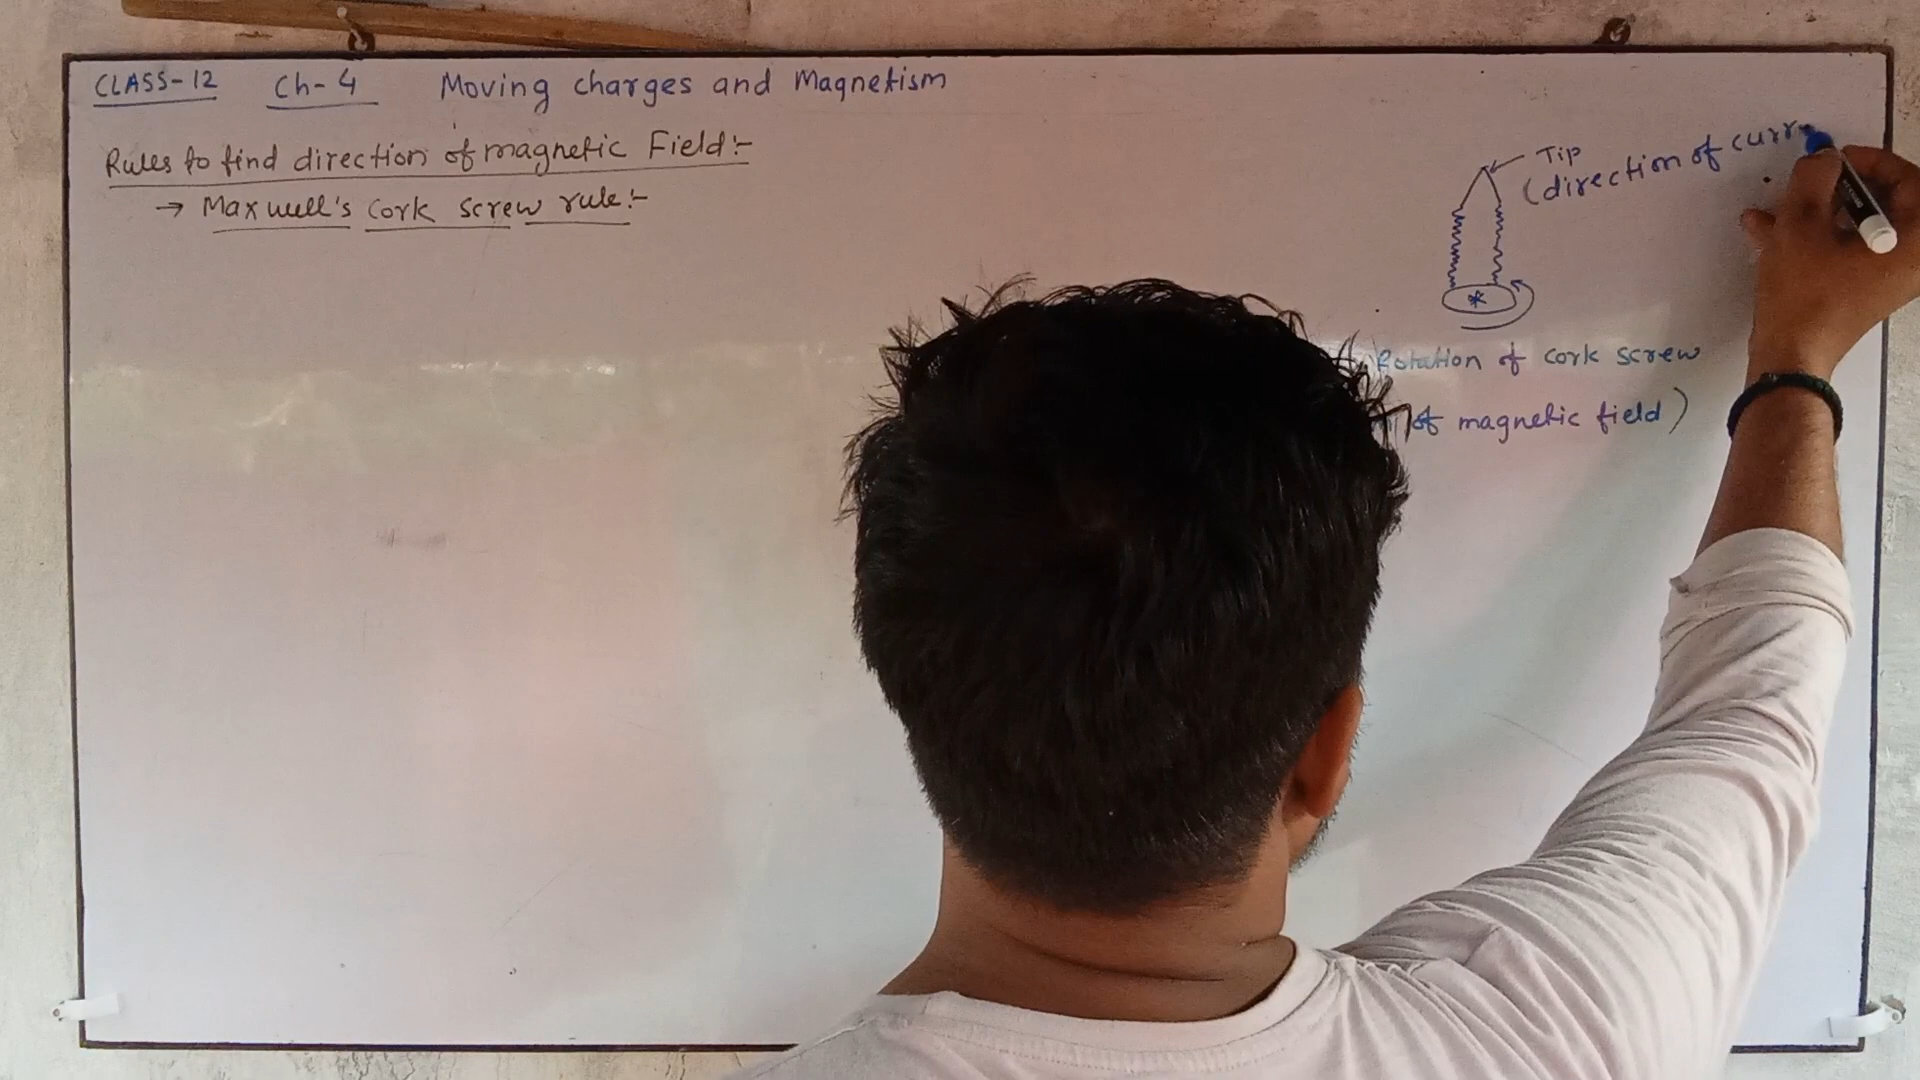 CLASS-12 Ch-4 Moving charges and Magnetism
Rules to find direction of magnetic Field:-
→ Maxwell's cork screw rule:-
Tip
(direction of curr
Rotation of cork screw
of magnetic field)